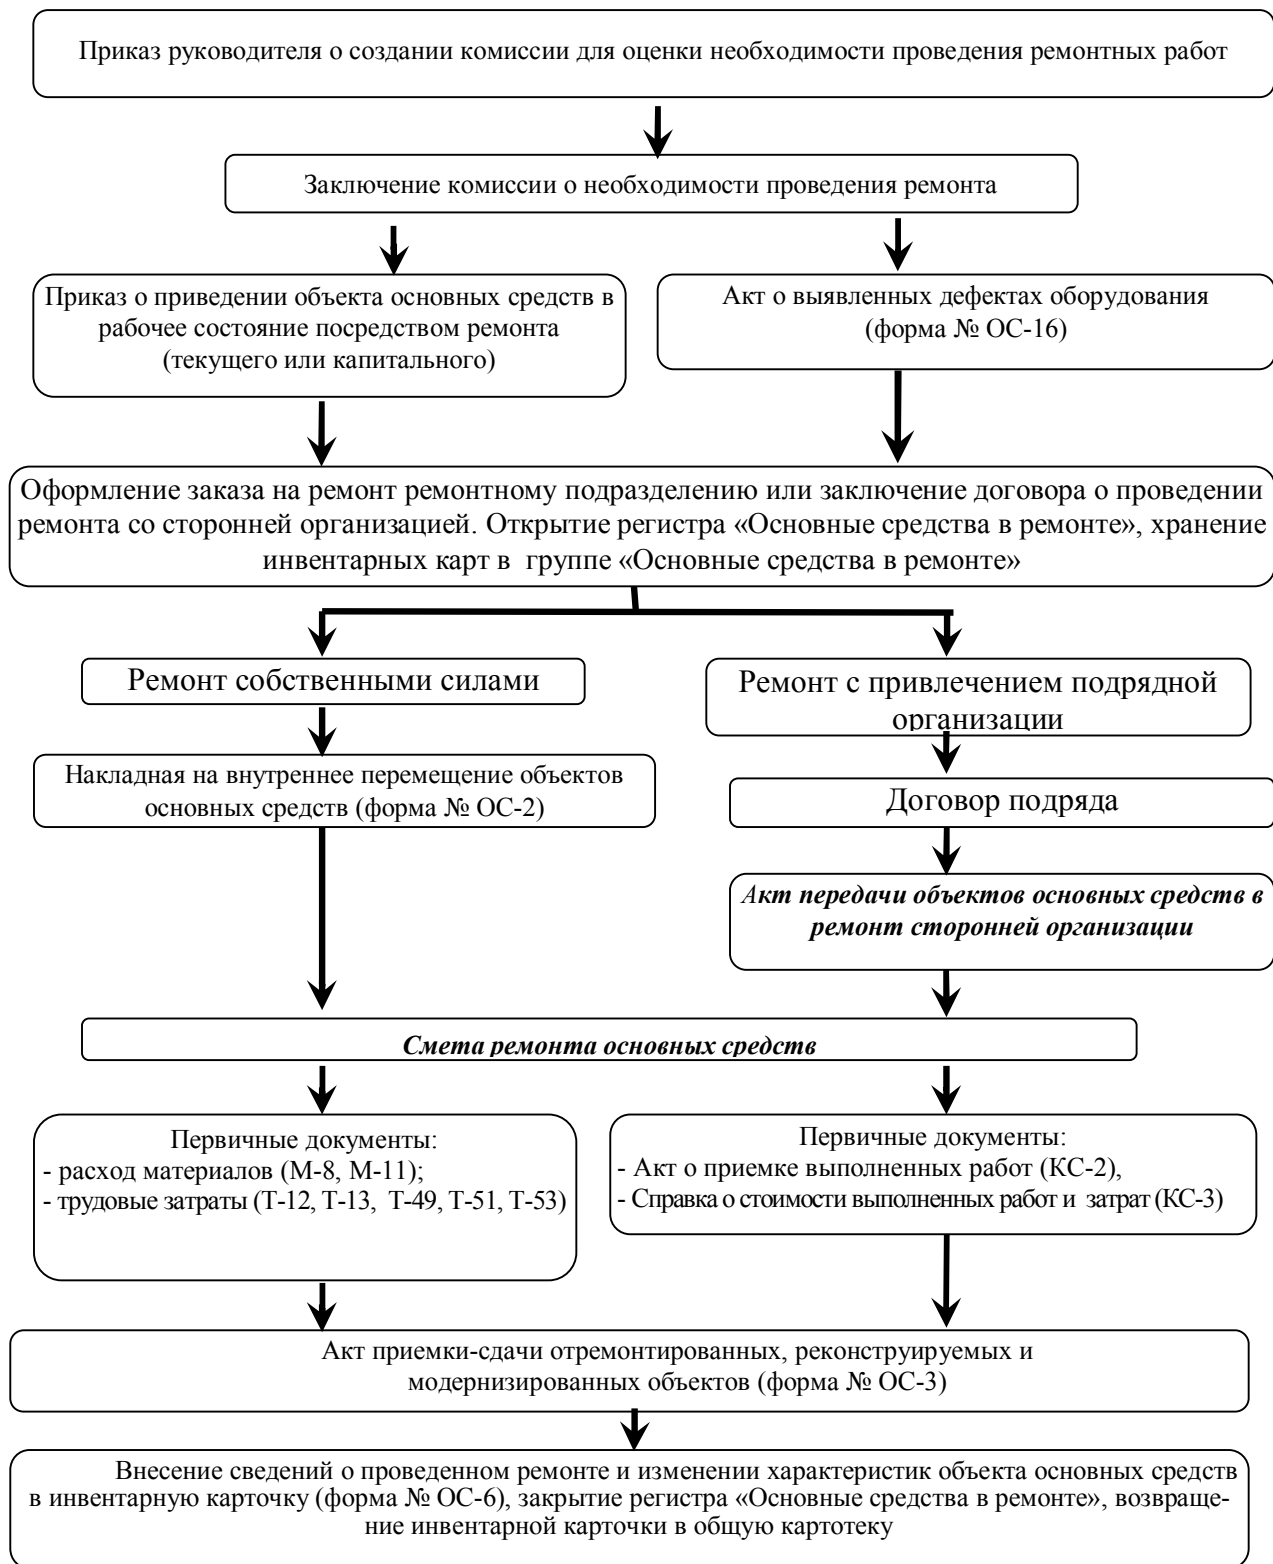 Приказ руководителя о создании комиссии для оценки необходимости проведения ремонтных работ
Заключение комиссии о необходимости проведения ремонта
Приказ о приведении объекта основных средств в
рабочее состояние посредством ремонта
(текущего или капитального)
Акт о выявленных дефектах оборудования
(форма № ОС-16)
Оформление заказа на ремонт ремонтному подразделению или заключение договора о проведении
ремонта со сторонней организацией. Открытие регистра «Основные средства в ремонте», хранение
инвентарных карт в группе «Основные средства в ремонте»
Ремонт собственными силами
Ремонт с привлечением подрядной
организации
Накладная на внутреннее перемещение объектов
основных средств (форма № ОС-2)
Договор подряда
Акт передачи объектов основных средств в
ремонт сторонней организации
Смета ремонта основных средств
Первичные документы:
- расход материалов (М-8, М-11);
- трудовые затраты (Т-12, Т-13, Т-49, Т-51, Т-53)
Первичные документы:
- Акт о приемке выполненных работ (КС-2),
- Справка о стоимости выполненных работ и затрат (КС-3)
Акт приемки-сдачи отремонтированных, реконструируемых и
модернизированных объектов (форма № ОС-3)
Внесение сведений о проведенном ремонте и изменении характеристик объекта основных средств
в инвентарную карточку (форма № ОС-6), закрытие регистра «Основные средства в ремонте», возвраще-
ние инвентарной карточки в общую картотеку